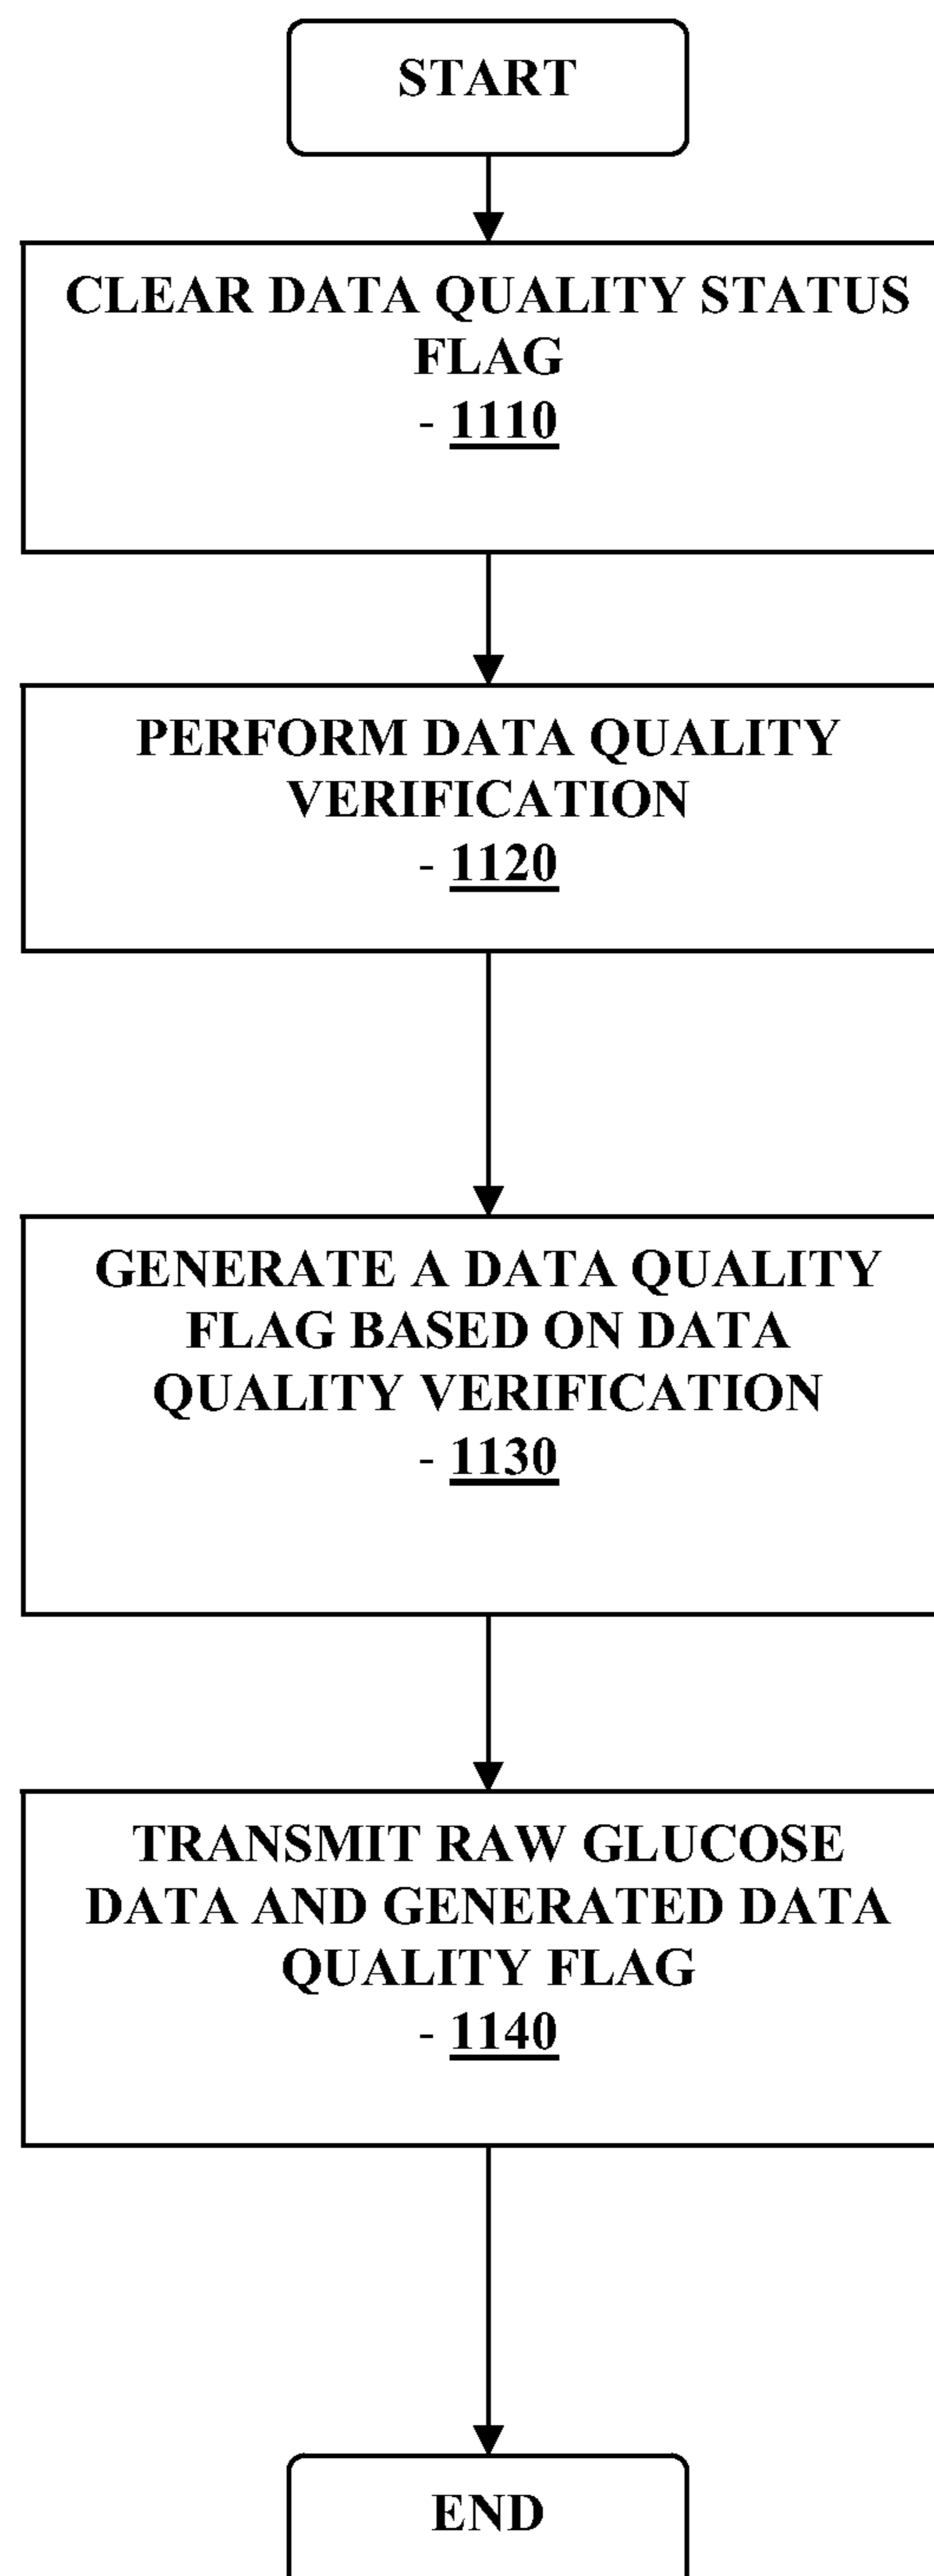 START
CLEAR DATA QUALITY STATUS
FLAG
- 1110
PERFORM DATA QUALITY
VERIFICATION
- 1120
GENERATE A DATA QUALITY
FLAG BASED ON DATA
QUALITY VERIFICATION
- 1130
TRANSMIT RAW GLUCOSE
DATA AND GENERATED DATA
QUALITY FLAG
- 1140
END